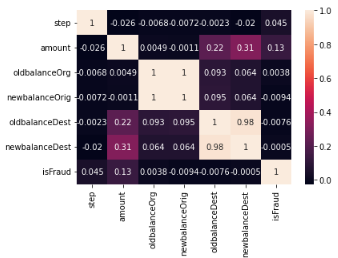 step 1 -0.026 -0.0068 -0.0072 -0.0023 -0.02 0.045
amount -0.026 1 0.0049 -0.0011 0.22 0.31 0.13
oldbalanceOrg -0.0068 0.0049 1 1 0.093 0.064 0.0038
newbalanceOrig -0.0072 -0.0011 1 1 0.095 0.064 -0.0094
oldbalanceDest -0.0023 0.22 0.093 0.095 1 0.98 -0.0076
newbalanceDest -0.02 0.31 0.064 0.064 0.98 1 -0.0005
isFraud 0.045 0.13 0.0038 -0.0094 -0.0076 -0.0005 1
step
amount
oldbalanceOrg
newbalanceOrig
oldbalanceDest
newbalanceDest
isFraud
1.0
0.8
0.6
0.4
0.2
0.0